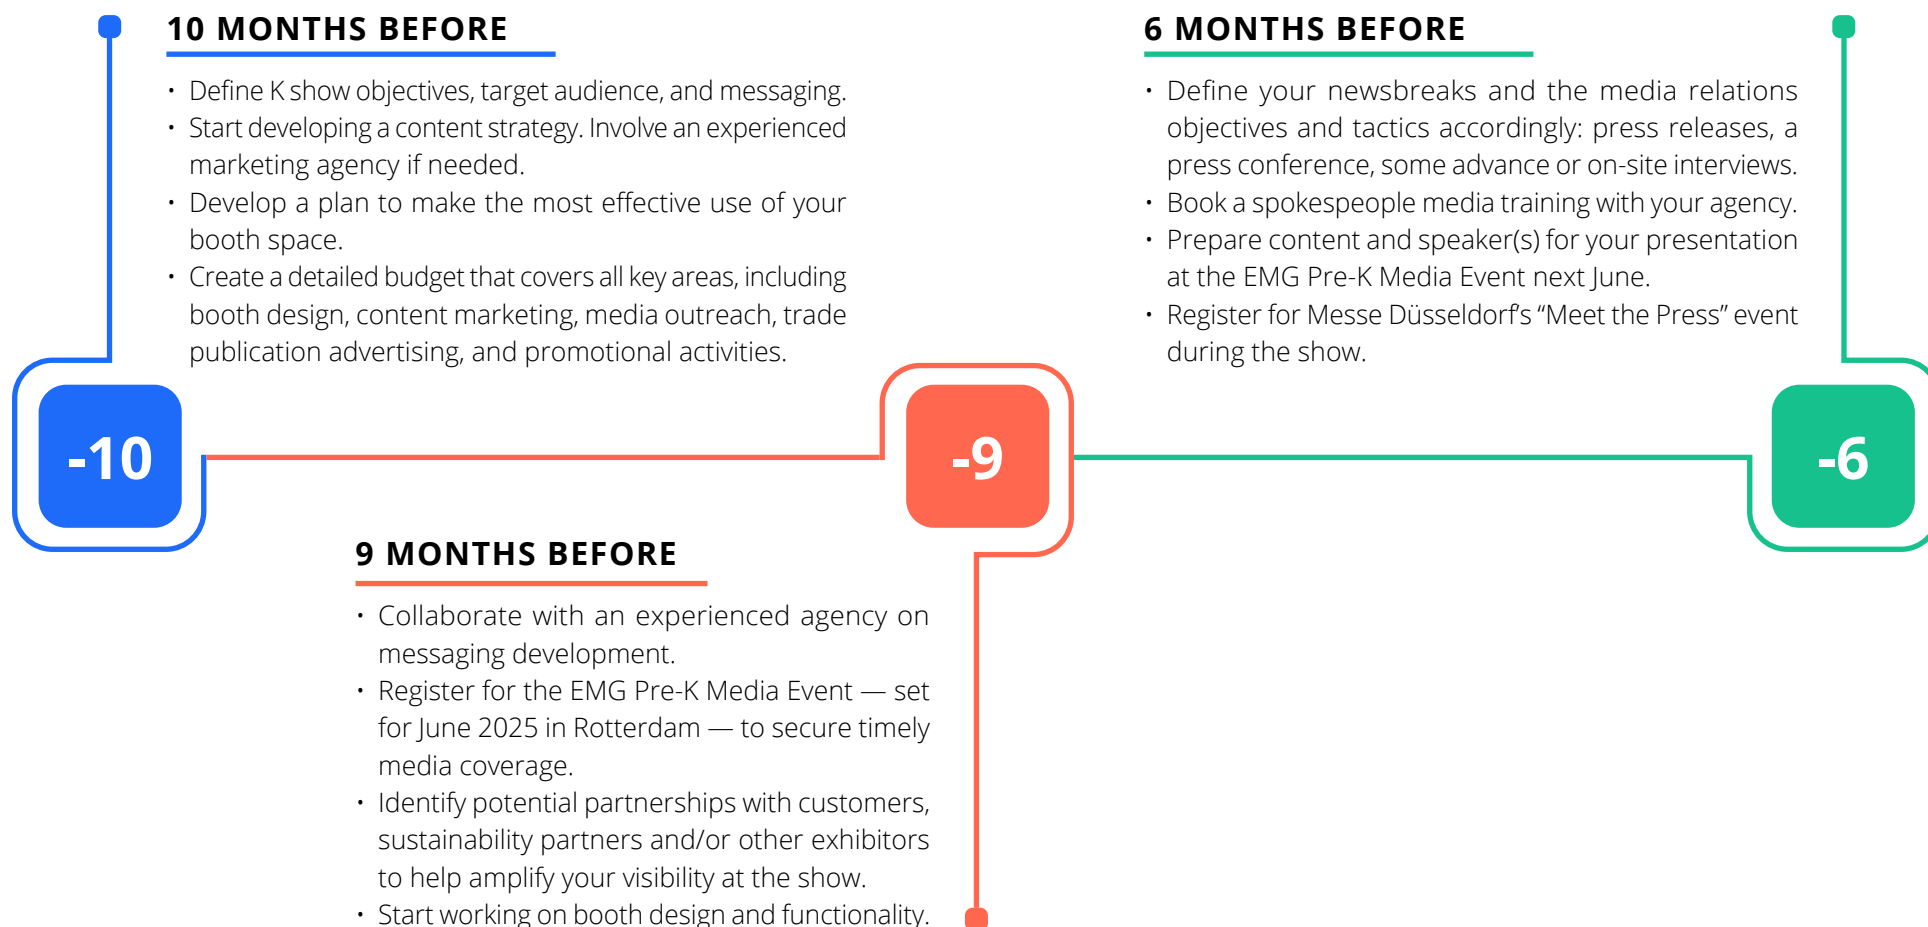 10 MONTHS BEFORE
• Define K show objectives, target audience, and messaging.
• Start developing a content strategy. Involve an experienced
marketing agency if needed.
• Develop a plan to make the most effective use of your
booth space.
• Create a detailed budget that covers all key areas, including
booth design, content marketing, media outreach, trade
publication advertising, and promotional activities.
6 MONTHS BEFORE
• Define your newsbreaks and the media relations
objectives and tactics accordingly: press releases, a
press conference, some advance or on-site interviews.
• Book a spokespeople media training with your agency.
• Prepare content and speaker(s) for your presentation
at the EMG Pre-K Media Event next June.
• Register for Messe Düsseldorf’s “Meet the Press” event
during the show.
-10
-9
-6
9 MONTHS BEFORE
• Collaborate with an experienced agency on
messaging development.
• Register for the EMG Pre-K Media Event — set
for June 2025 in Rotterdam — to secure timely
media coverage.
• Identify potential partnerships with customers,
sustainability partners and/or other exhibitors
to help amplify your visibility at the show.
• Start working on booth design and functionality.